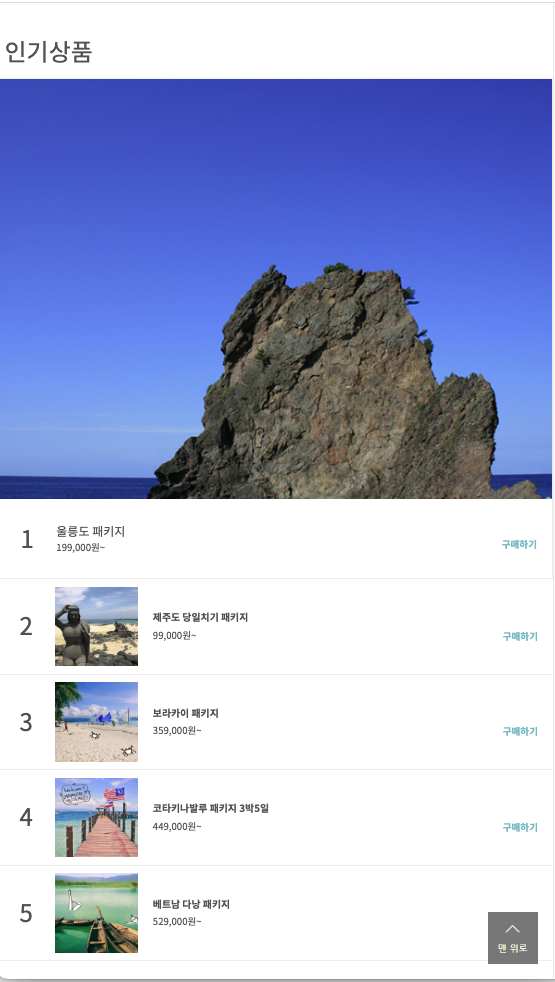 인기상품
1
울릉도 패키지
199,000원~
구매하기
2
제주도 당일치기 패키지
99,000원~
구매하기
3
보라카이 패키지
359,000원~
구매하기
4
코타키나발루 패키지 3박5일
449,000원~
구매하기
5
베트남 다낭 패키지
529,000원~
맨 위로